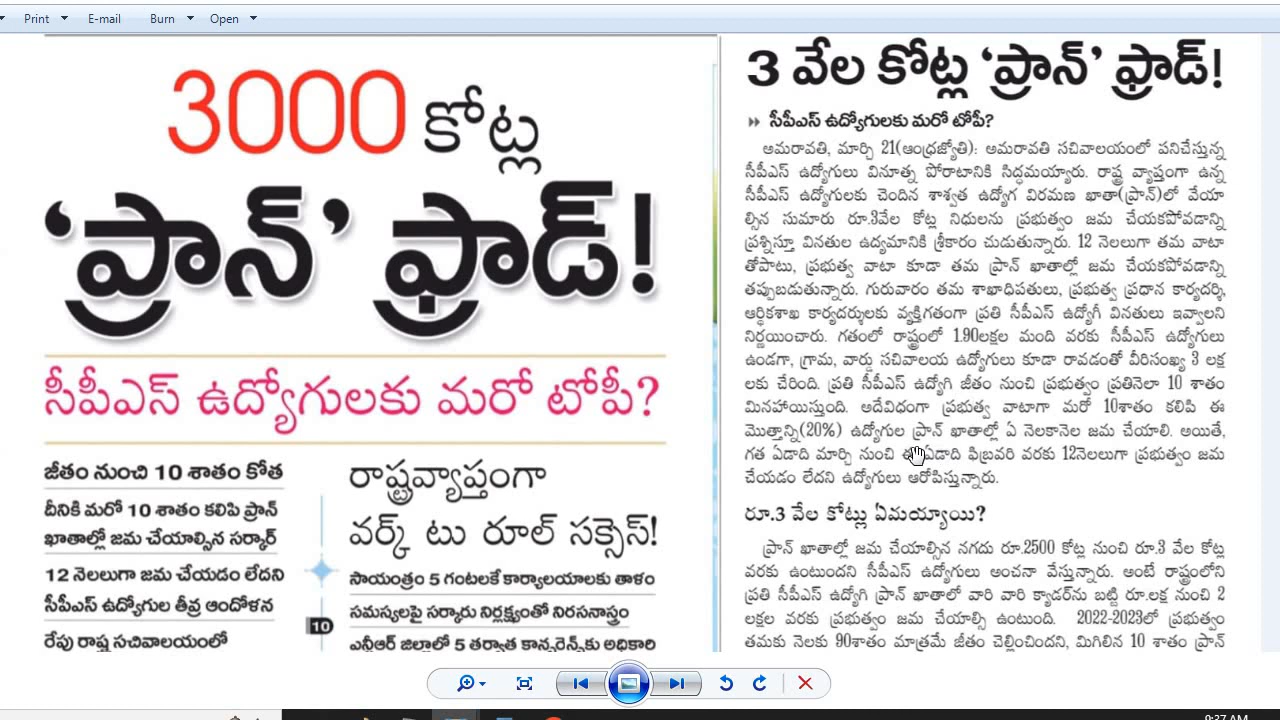 Print
E-mail
Burn
Open
3000 కోట్ల
‘ప్రాన్’ ఫ్రాడ్!
సీపీఎస్ ఉద్యోగులకు మరో టోపీ?
జీతం నుంచి 10 శాతం కోత
దీనికి మరో 10 శాతం కలిపి ప్రాన్
ఖాతాల్లో జమ చేయాల్సిన సర్కార్
12 నెలలుగా జమ చేయడం లేదని
సీపీఎస్ ఉద్యోగుల తీవ్ర ఆందోళన
రేపు రాష్ట్ర సచివాలయంలో
రాష్ట్రవ్యాప్తంగా
వర్క్ టు రూల్ సక్సెస్!
సాయంత్రం 5 గంటలకే కార్యాలయాలకు తాళం
సమస్యలపై సర్కారు నిర్లక్ష్యంతో నిరసనాస్త్రం
10
ఎన్టీఆర్ జిల్లాలో 5 తర్వాత కాన్ఫరెన్స్‌కు అధికారి
3 వేల కోట్ల ‘ప్రాన్’ ఫ్రాడ్!
సీపీఎస్ ఉద్యోగులకు మరో టోపీ?
అమరావతి, మార్చి 21(ఆంధ్రజ్యోతి): అమరావతి సచివాలయంలో పనిచేస్తున్న
సీపీఎస్ ఉద్యోగులు వినూత్న పోరాటానికి సిద్ధమయ్యారు. రాష్ట్ర వ్యాప్తంగా ఉన్న
సీపీఎస్ ఉద్యోగులకు చెందిన శాశ్వత ఉద్యోగ విరమణ ఖాతా(ప్రాన్)లో వేయా
ల్సిన సుమారు రూ.3వేల కోట్ల నిధులను ప్రభుత్వం జమ చేయకపోవడాన్ని
ప్రశ్నిస్తూ వినతుల ఉద్యమానికి శ్రీకారం చుడుతున్నారు. 12 నెలలుగా తమ వాటా
తోపాటు, ప్రభుత్వ వాటా కూడా తమ ప్రాన్ ఖాతాల్లో జమ చేయకపోవడాన్ని
తప్పుబడుతున్నారు. గురువారం తమ శాఖాధిపతులు, ప్రభుత్వ ప్రధాన కార్యదర్శి,
ఆర్థికశాఖ కార్యదర్శులకు వ్యక్తిగతంగా ప్రతి సీపీఎస్ ఉద్యోగీ వినతులు ఇవ్వాలని
నిర్ణయించారు. గతంలో రాష్ట్రంలో 1.90లక్షల మంది వరకు సీపీఎస్ ఉద్యోగులు
ఉండగా, గ్రామ, వార్డు సచివాలయ ఉద్యోగులు కూడా రావడంతో వీరిసంఖ్య 3 లక్ష
లకు చేరింది. ప్రతి సీపీఎస్ ఉద్యోగి జీతం నుంచి ప్రభుత్వం ప్రతినెలా 10 శాతం
మినహాయిస్తుంది. అదేవిధంగా ప్రభుత్వ వాటాగా మరో 10శాతం కలిపి ఈ
మొత్తాన్ని(20%) ఉద్యోగుల ప్రాన్ ఖాతాల్లో ఏ నెలకానెల జమ చేయాలి. అయితే,
గత ఏడాది మార్చి నుంచి ఈ ఏడాది ఫిబ్రవరి వరకు 12నెలలుగా ప్రభుత్వం జమ
చేయడం లేదని ఉద్యోగులు ఆరోపిస్తున్నారు.
రూ.3 వేల కోట్లు ఏమయ్యాయి?
ప్రాన్ ఖాతాల్లో జమ చేయాల్సిన నగదు రూ.2500 కోట్ల నుంచి రూ.3 వేల కోట్ల
వరకు ఉంటుందని సీపీఎస్ ఉద్యోగులు అంచనా వేస్తున్నారు. అంటే రాష్ట్రంలోని
ప్రతి సీపీఎస్ ఉద్యోగి ప్రాన్ ఖాతాలో వారి వారి క్యాడర్‌ను బట్టి రూ.లక్ష నుంచి 2
లక్షల వరకు ప్రభుత్వం జమ చేయాల్సి ఉంటుంది. 2022-2023లో ప్రభుత్వం
తమకు నెలకు 90శాతం మాత్రమే జీతం చెల్లించిందని, మిగిలిన 10 శాతం ప్రాన్
9:37 AM